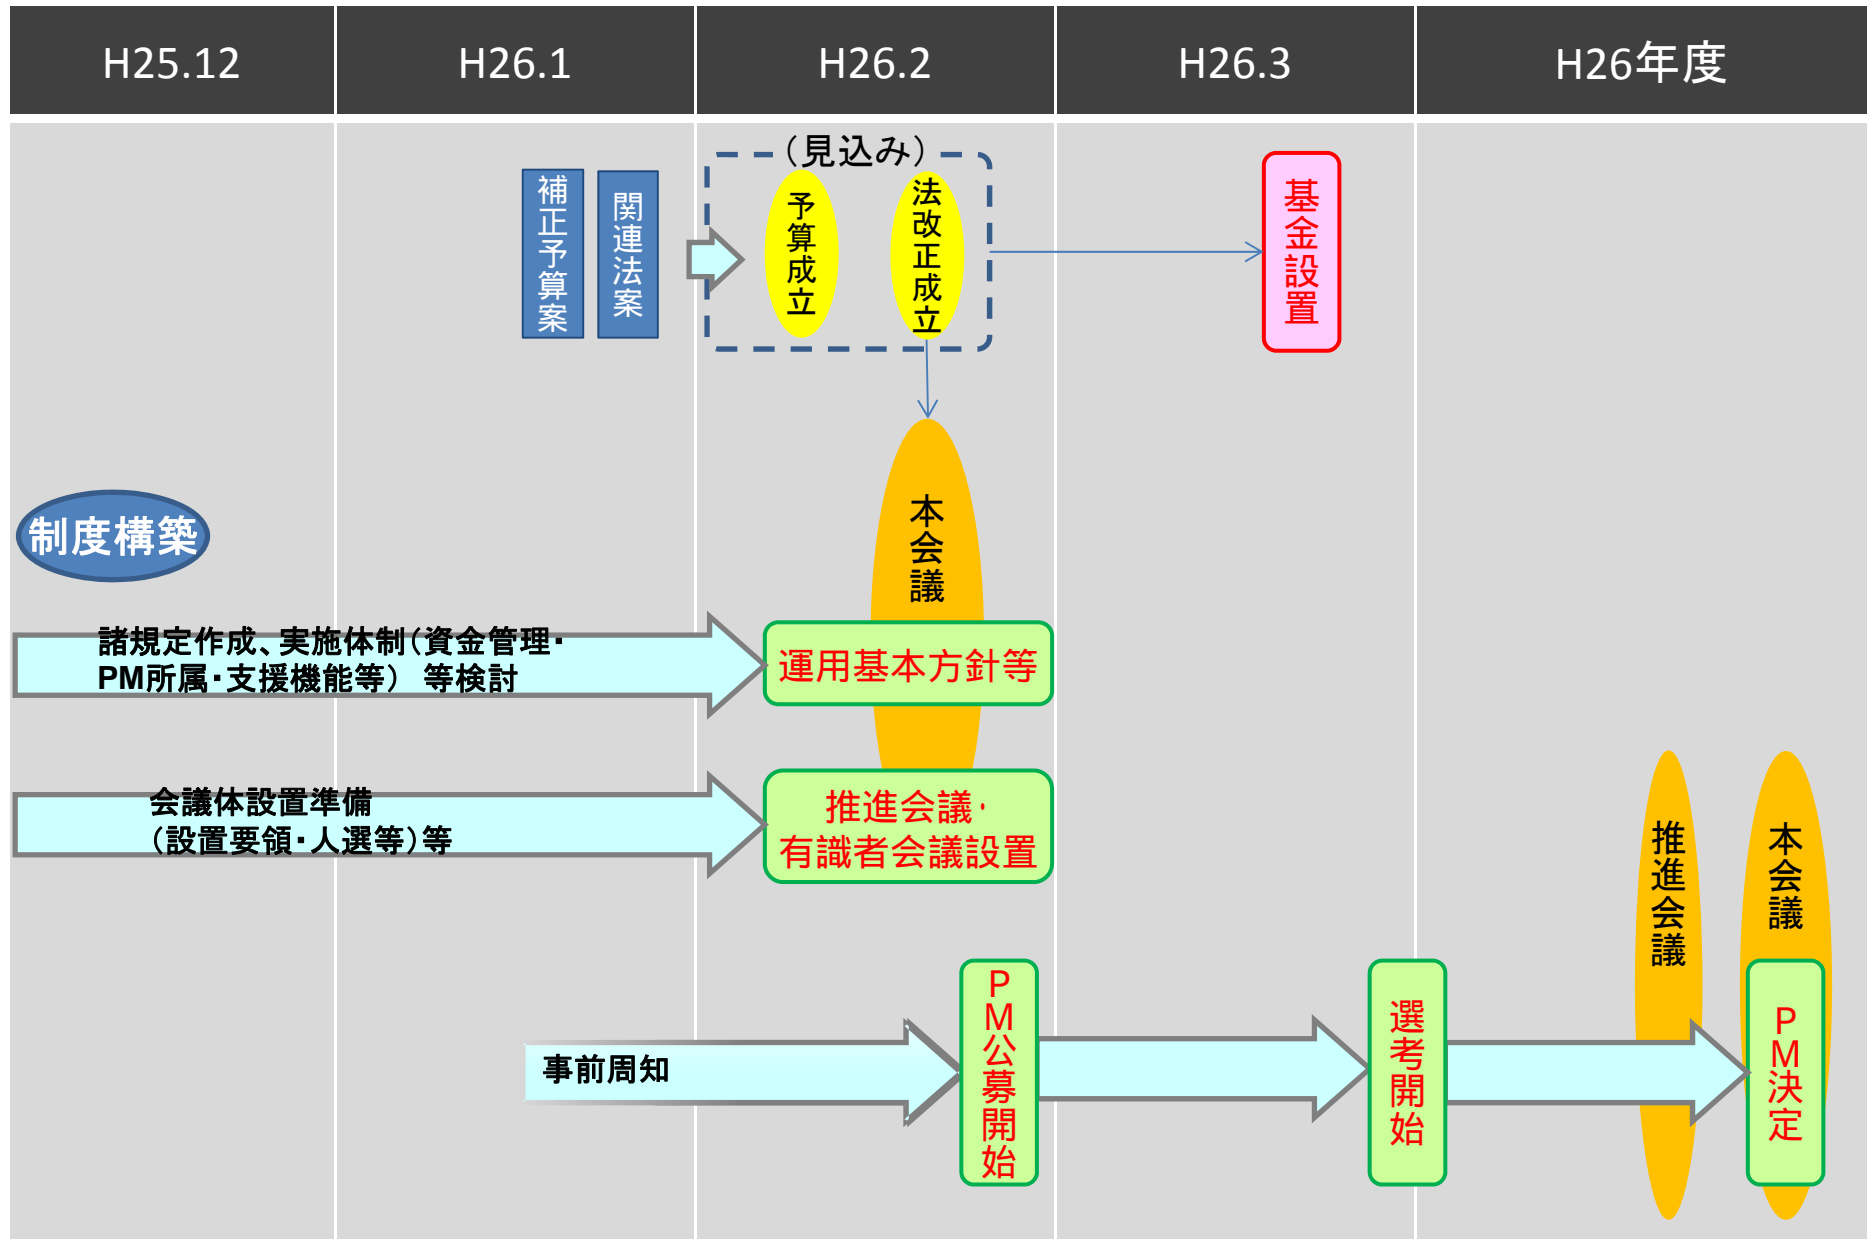 H25.12
H26.1
H26.2
H26.3
H26年度
（見込み）
補正予算案
関連法案
予算成立
法改正成立
基金設置
本会議
制度構築
諸規定作成、実施体制（資金管理・
PM所属・支援機能等） 等検討
運用基本方針等
会議体設置準備
（設置要領・人選等）等
推進会議・
有識者会議設置
推進会議
本会議
事前周知
PM公募開始
選考開始
PM決定